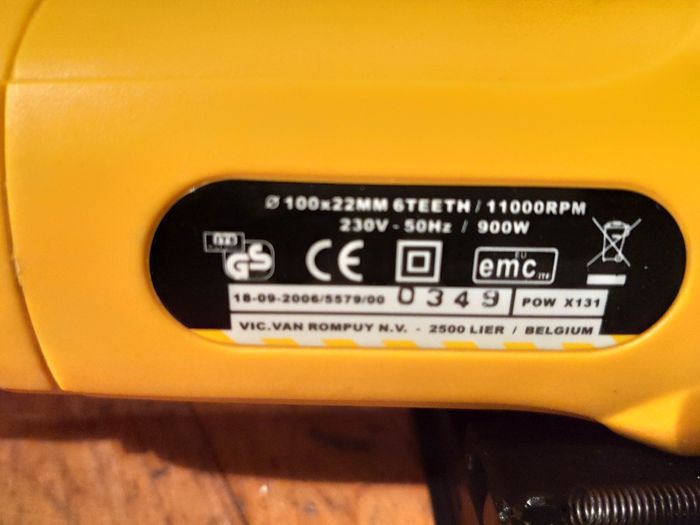 Ø 100x22MM 6TEETH / 11000RPM
230V - 50Hz / 900W
GS
CE
EU
emc
18-09-2006/5579/00 0349
POW X131
VIC.VAN ROMPUY N.V. - 2500 LIER / BELGIUM